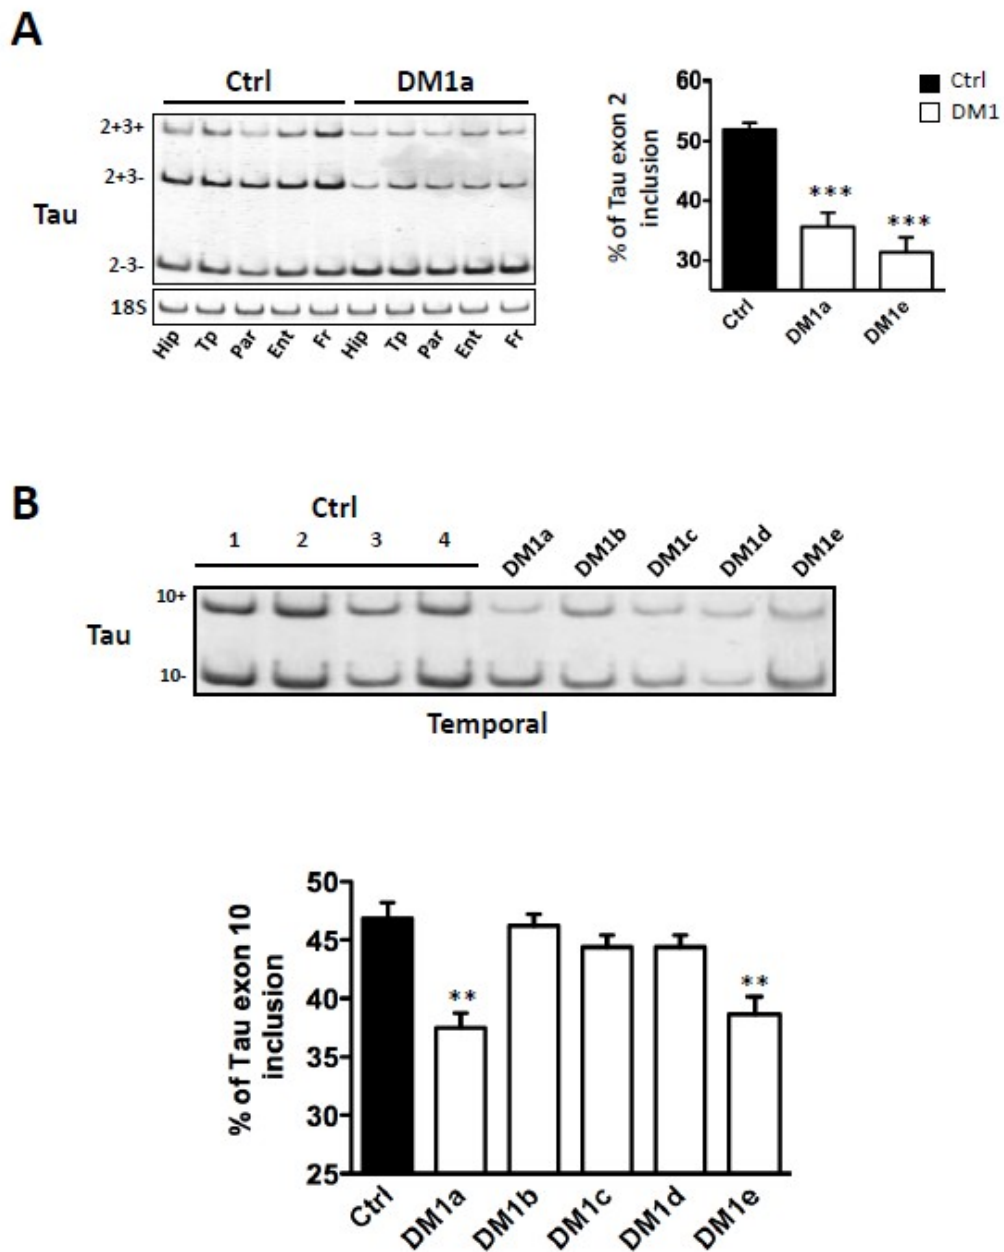 A
Ctrl DM1a
2+3+
2+3-
Tau
2-3-
18S
Hip Tp Par Ent Fr Hip Tp Par Ent Fr
% of Tau exon 2
inclusion
60
50
40
30
***
***
Ctrl DM1a DM1e
Ctrl
DM1
B
Ctrl
1 2 3 4 DM1a DM1b DM1c DM1d DM1e
10+
Tau
10-
Temporal
% of Tau exon 10
inclusion
50
45
40
35
30
25
**
**
Ctrl DM1a DM1b DM1c DM1d DM1e